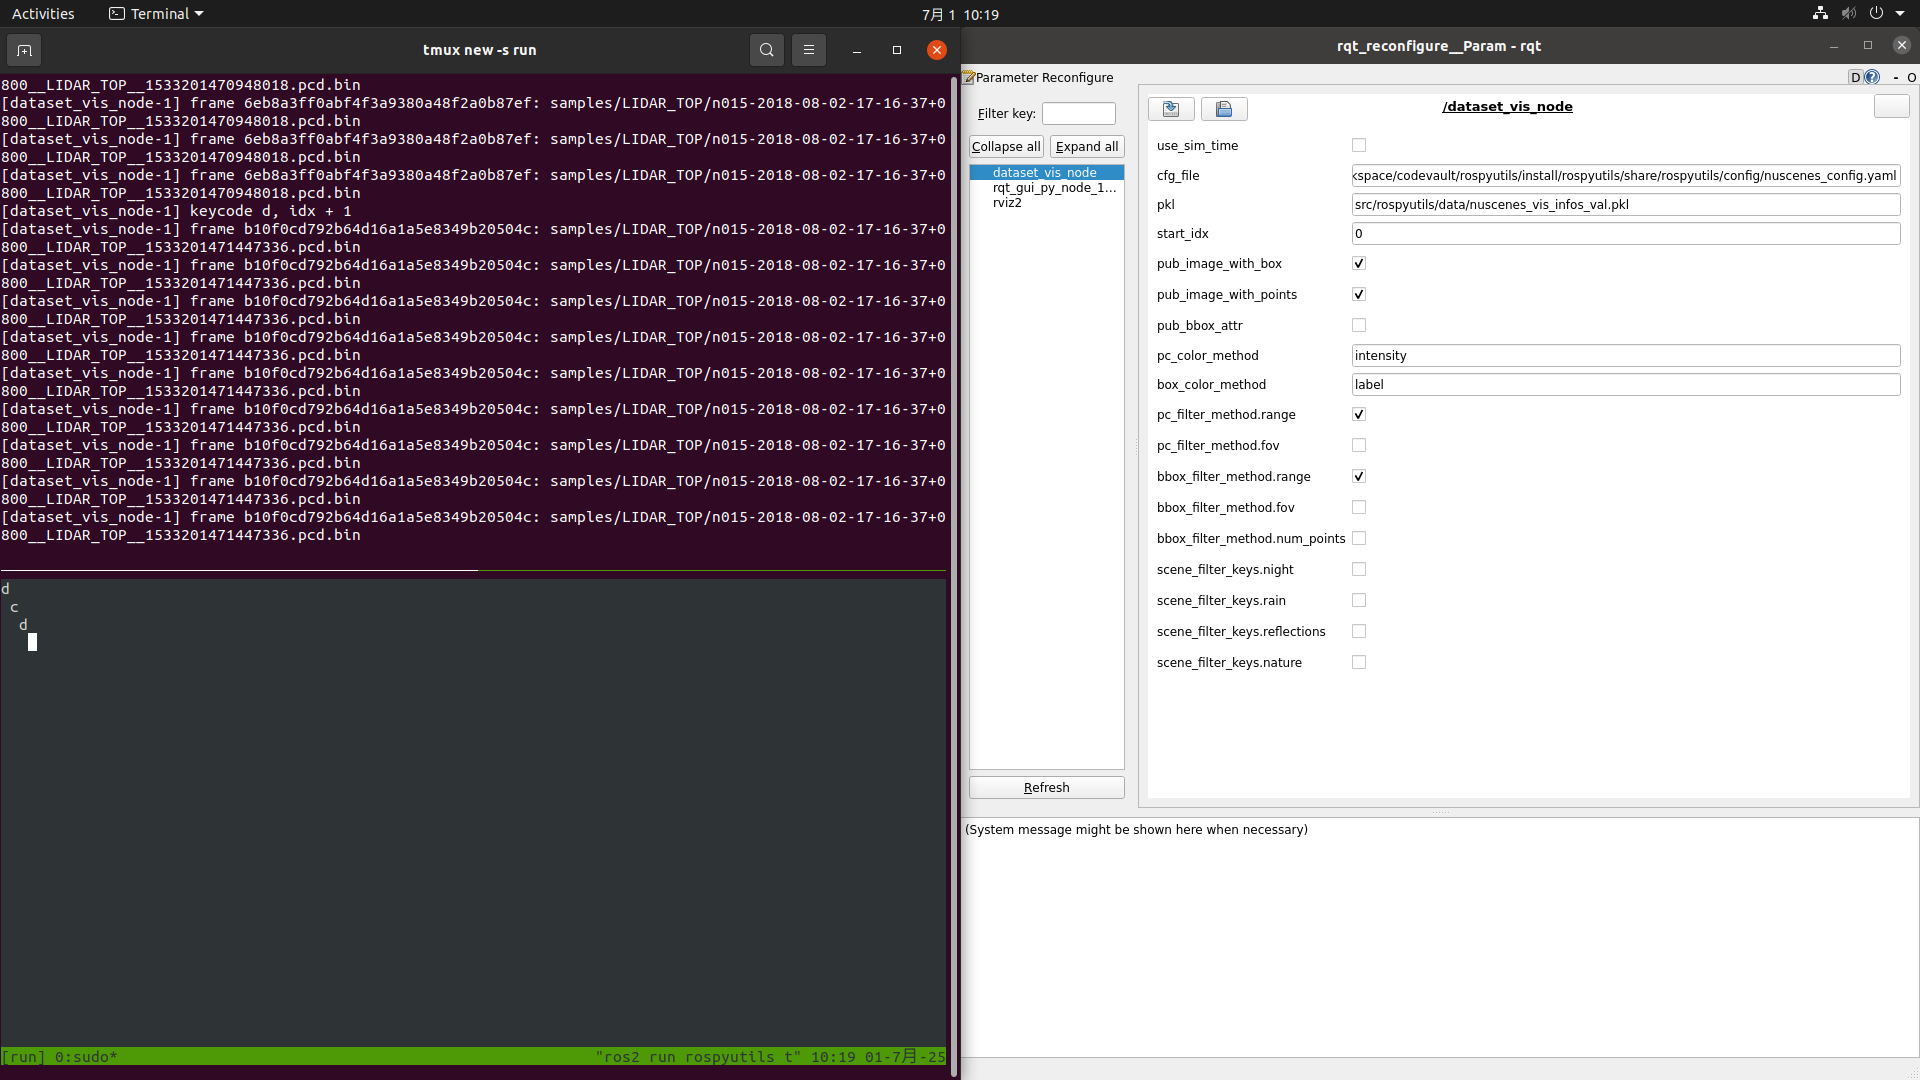 Activities
Terminal
7月 1 10:19
tmux new -s run
800__LIDAR_TOP__1533201470948018.pcd.bin
[dataset_vis_node-1] frame 6eb8a3ff0abf4f3a9380a48f2a0b87ef: samples/LIDAR_TOP/n015-2018-08-02-17-16-37+0
800__LIDAR_TOP__1533201470948018.pcd.bin
[dataset_vis_node-1] frame 6eb8a3ff0abf4f3a9380a48f2a0b87ef: samples/LIDAR_TOP/n015-2018-08-02-17-16-37+0
800__LIDAR_TOP__1533201470948018.pcd.bin
[dataset_vis_node-1] frame 6eb8a3ff0abf4f3a9380a48f2a0b87ef: samples/LIDAR_TOP/n015-2018-08-02-17-16-37+0
800__LIDAR_TOP__1533201470948018.pcd.bin
[dataset_vis_node-1] keycode d, idx + 1
[dataset_vis_node-1] frame b10f0cd792b64d16a1a5e8349b20504c: samples/LIDAR_TOP/n015-2018-08-02-17-16-37+0
800__LIDAR_TOP__1533201471447336.pcd.bin
[dataset_vis_node-1] frame b10f0cd792b64d16a1a5e8349b20504c: samples/LIDAR_TOP/n015-2018-08-02-17-16-37+0
800__LIDAR_TOP__1533201471447336.pcd.bin
[dataset_vis_node-1] frame b10f0cd792b64d16a1a5e8349b20504c: samples/LIDAR_TOP/n015-2018-08-02-17-16-37+0
800__LIDAR_TOP__1533201471447336.pcd.bin
[dataset_vis_node-1] frame b10f0cd792b64d16a1a5e8349b20504c: samples/LIDAR_TOP/n015-2018-08-02-17-16-37+0
800__LIDAR_TOP__1533201471447336.pcd.bin
[dataset_vis_node-1] frame b10f0cd792b64d16a1a5e8349b20504c: samples/LIDAR_TOP/n015-2018-08-02-17-16-37+0
800__LIDAR_TOP__1533201471447336.pcd.bin
[dataset_vis_node-1] frame b10f0cd792b64d16a1a5e8349b20504c: samples/LIDAR_TOP/n015-2018-08-02-17-16-37+0
800__LIDAR_TOP__1533201471447336.pcd.bin
[dataset_vis_node-1] frame b10f0cd792b64d16a1a5e8349b20504c: samples/LIDAR_TOP/n015-2018-08-02-17-16-37+0
800__LIDAR_TOP__1533201471447336.pcd.bin
[dataset_vis_node-1] frame b10f0cd792b64d16a1a5e8349b20504c: samples/LIDAR_TOP/n015-2018-08-02-17-16-37+0
800__LIDAR_TOP__1533201471447336.pcd.bin
[dataset_vis_node-1] frame b10f0cd792b64d16a1a5e8349b20504c: samples/LIDAR_TOP/n015-2018-08-02-17-16-37+0
800__LIDAR_TOP__1533201471447336.pcd.bin
d
c
d
[run] 0:sudo* "ros2 run rospyutils t" 10:19 01-7月-25
rqt_reconfigure__Param - rqt
Parameter Reconfigure
D ? - O
Filter key:
Collapse all
Expand all
dataset_vis_node
rqt_gui_py_node_1...
rviz2
Refresh
/dataset_vis_node
use_sim_time
cfg_file kspace/codevault/rospyutils/install/rospyutils/share/rospyutils/config/nuscenes_config.yaml
pkl src/rospyutils/data/nuscenes_vis_infos_val.pkl
start_idx 0
pub_image_with_box
pub_image_with_points
pub_bbox_attr
pc_color_method intensity
box_color_method label
pc_filter_method.range
pc_filter_method.fov
bbox_filter_method.range
bbox_filter_method.fov
bbox_filter_method.num_points
scene_filter_keys.night
scene_filter_keys.rain
scene_filter_keys.reflections
scene_filter_keys.nature
(System message might be shown here when necessary)